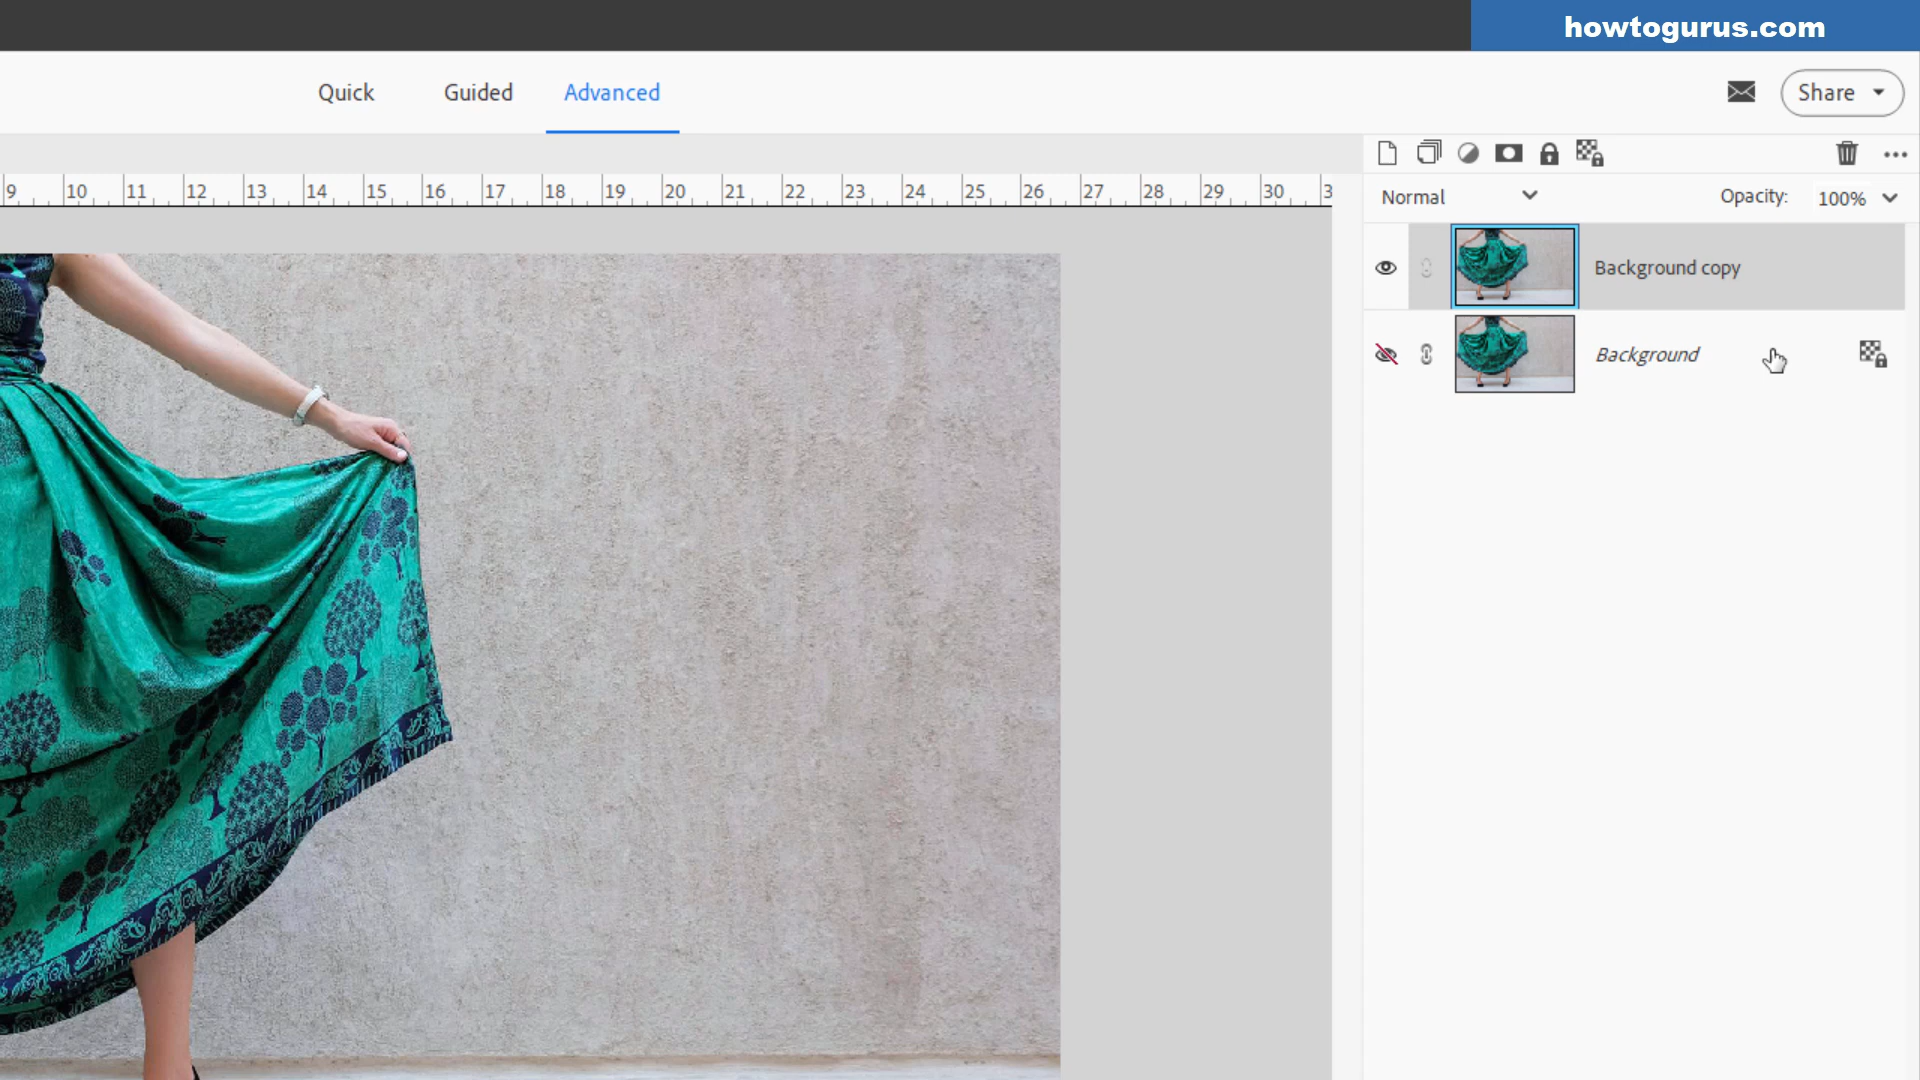 howtogurus.com
Quick Guided Advanced
Share
9 10 11 12 13 14 15 16 17 18 19 20 21 22 23 24 25 26 27 28 29 30 3
Normal Opacity: 100%
Background copy
Background